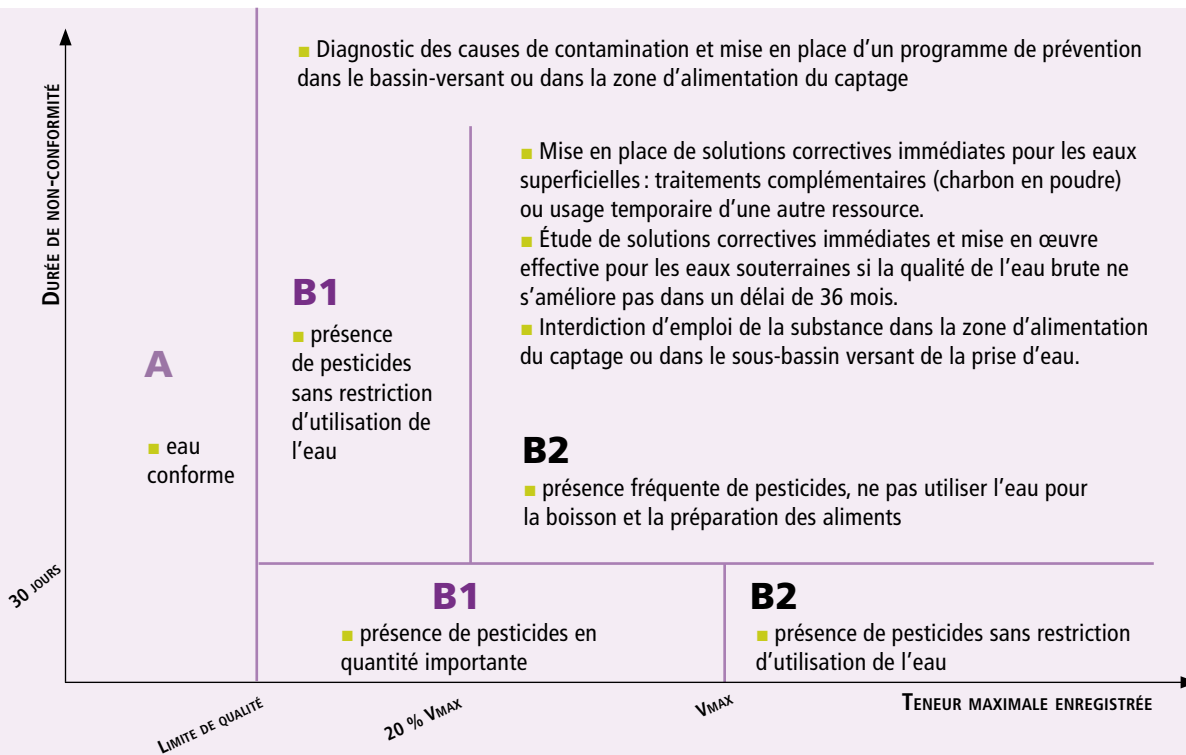 ■ Diagnostic des causes de contamination et mise en place d'un programme de prévention
dans le bassin-versant ou dans la zone d'alimentation du captage
DURÉE DE NON-CONFORMITÉ
■ Mise en place de solutions correctives immédiates pour les eaux
superficielles : traitements complémentaires (charbon en poudre)
ou usage temporaire d'une autre ressource.
■ Étude de solutions correctives immédiates et mise en œuvre
effective pour les eaux souterraines si la qualité de l'eau brute ne
s'améliore pas dans un délai de 36 mois.
■ Interdiction d'emploi de la substance dans la zone d'alimentation
du captage ou dans le sous-bassin versant de la prise d'eau.
A
■ eau
conforme
B1
■ présence
de pesticides
sans restriction
d'utilisation de
l'eau
B2
■ présence fréquente de pesticides, ne pas utiliser l'eau pour
la boisson et la préparation des aliments
30 JOURS
B1
■ présence de pesticides en
quantité importante
B2
■ présence de pesticides sans restriction
d'utilisation de l'eau
LIMITE DE QUALITÉ
20 % VMAX
VMAX
TENEUR MAXIMALE ENREGISTRÉE